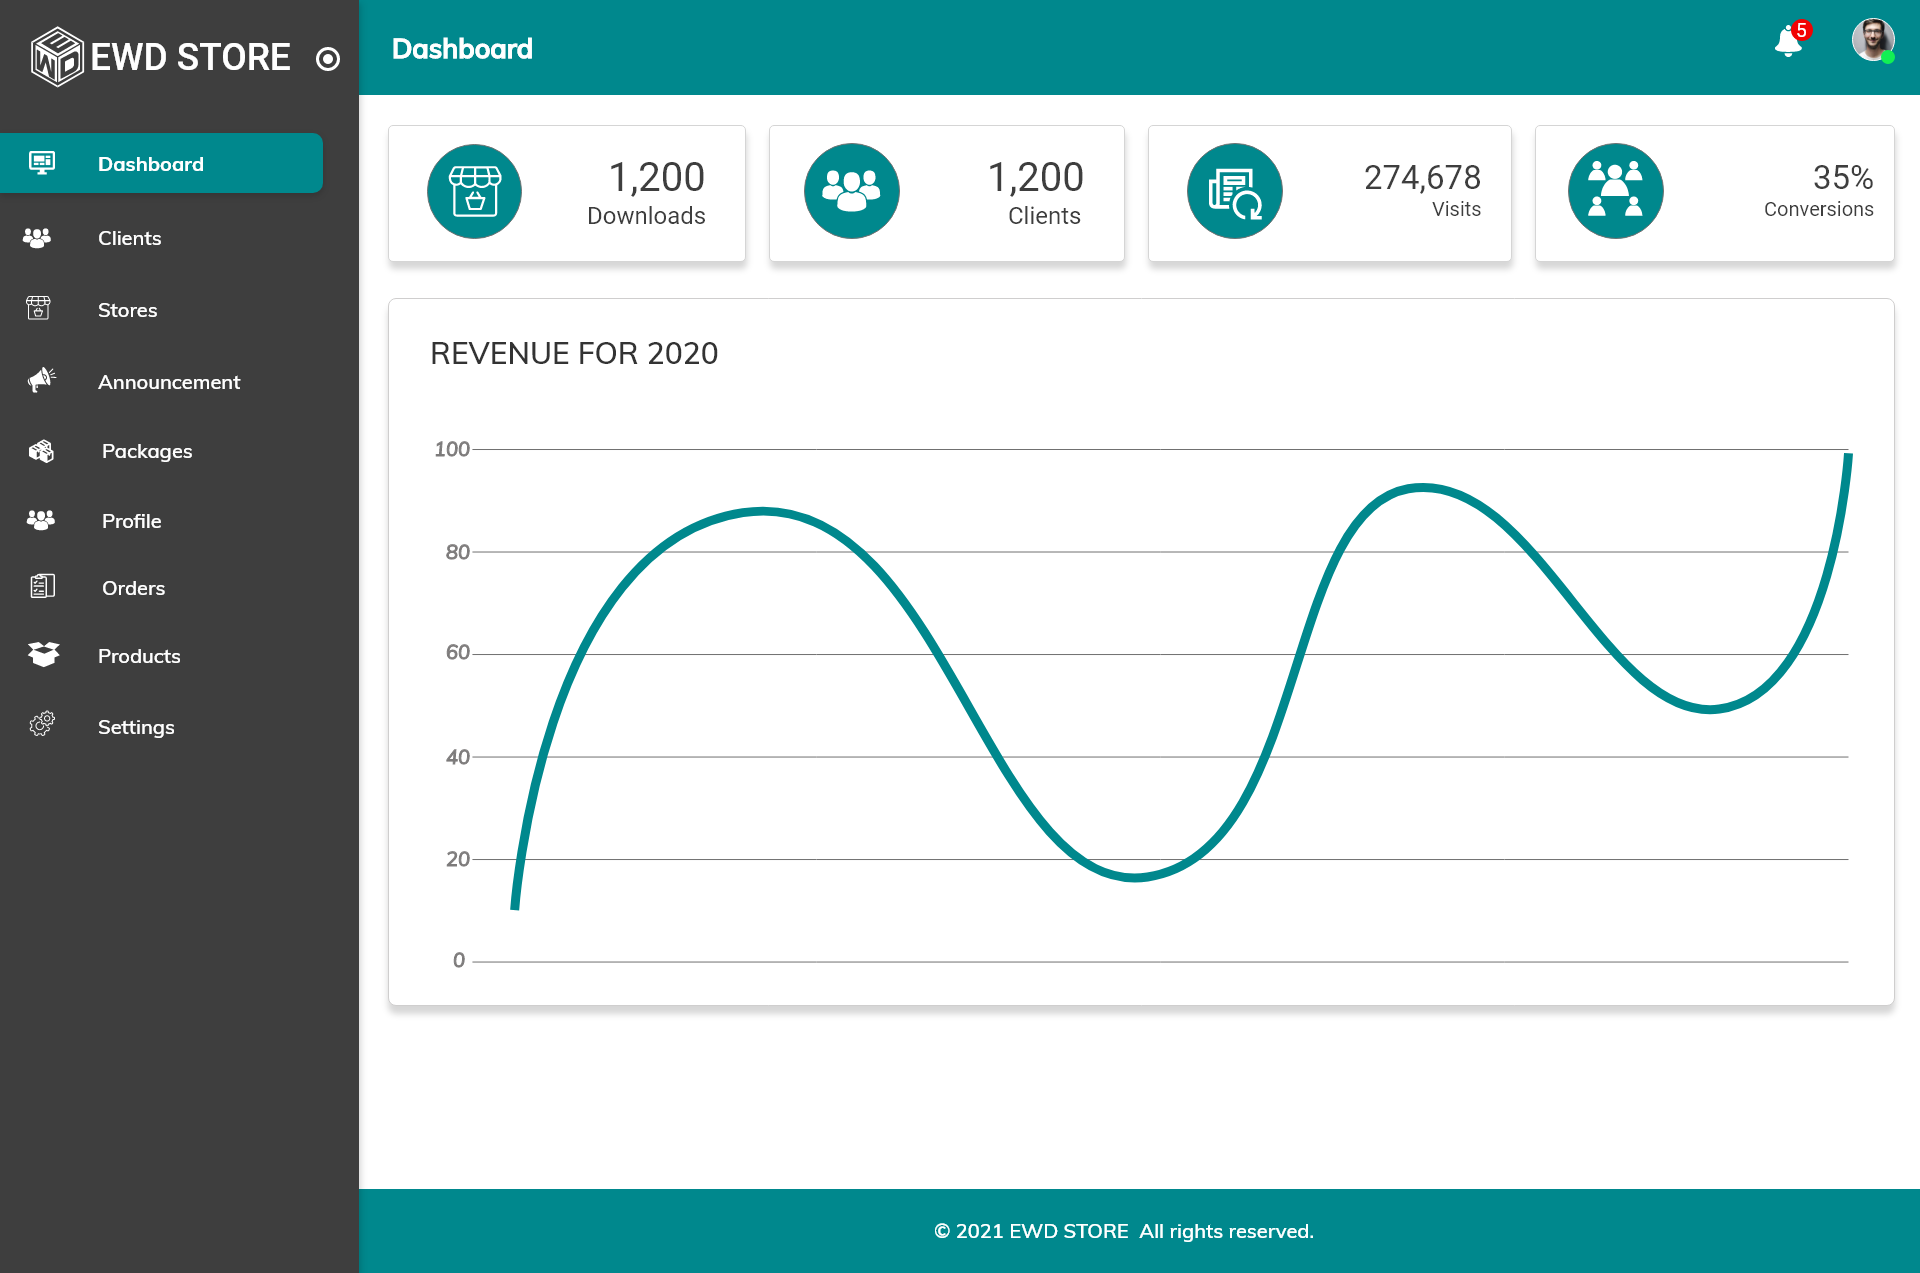 EWD STORE
Dashboard
5
Dashboard
Clients
Stores
Announcement
Packages
Profile
Orders
Products
Settings
1,200
Downloads
1,200
Clients
274,678
Visits
35%
Conversions
REVENUE FOR 2020
100
80
60
40
20
0
© 2021 EWD STORE  All rights reserved.